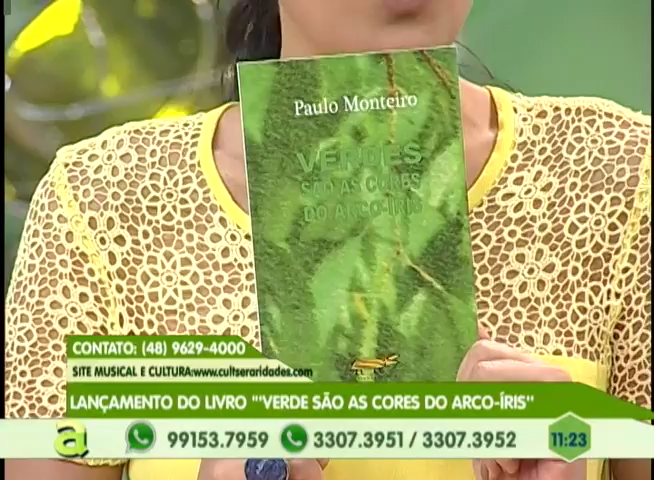 Paulo Monteiro
VERDES
SÃO AS CORES
DO ARCO-ÍRIS
CONTATO: (48) 9629-4000
SITE MUSICAL E CULTURA:www.cultseraridades.com
LANÇAMENTO DO LIVRO "'VERDE SÃO AS CORES DO ARCO-ÍRIS"
a 99153.7959 3307.3951 / 3307.3952 11:23